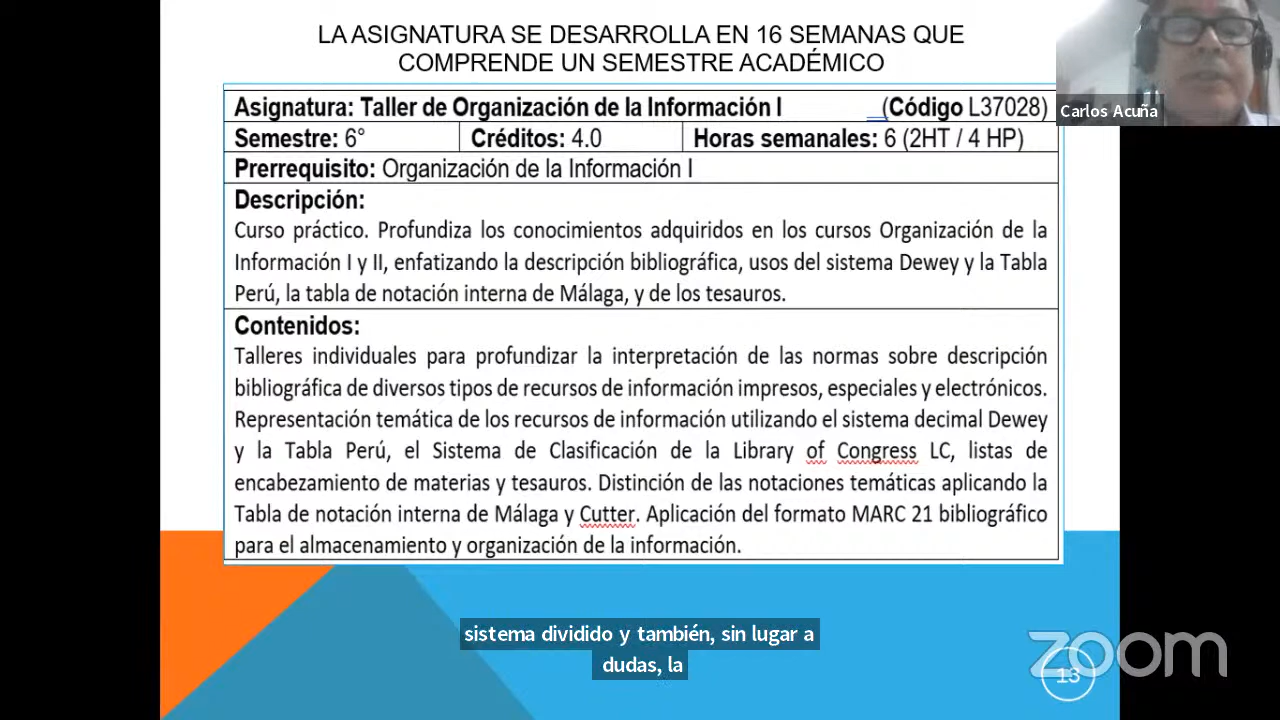 LA ASIGNATURA SE DESARROLLA EN 16 SEMANAS QUE
COMPRENDE UN SEMESTRE ACADÉMICO
Carlos Acuña
Asignatura: Taller de Organización de la Información I (Código L37028)
Semestre: 6° Créditos: 4.0 Horas semanales: 6 (2HT / 4 HP)
Prerrequisito: Organización de la Información I
Descripción:
Curso práctico. Profundiza los conocimientos adquiridos en los cursos Organización de la
Información I y II, enfatizando la descripción bibliográfica, usos del sistema Dewey y la Tabla
Perú, la tabla de notación interna de Málaga, y de los tesauros.
Contenidos:
Talleres individuales para profundizar la interpretación de las normas sobre descripción
bibliográfica de diversos tipos de recursos de información impresos, especiales y electrónicos.
Representación temática de los recursos de información utilizando el sistema decimal Dewey
y la Tabla Perú, el Sistema de Clasificación de la Library of Congress LC, listas de
encabezamiento de materias y tesauros. Distinción de las notaciones temáticas aplicando la
Tabla de notación interna de Málaga y Cutter. Aplicación del formato MARC 21 bibliográfico
para el almacenamiento y organización de la información.
sistema dividido y también, sin lugar a
dudas, la
zoom
13